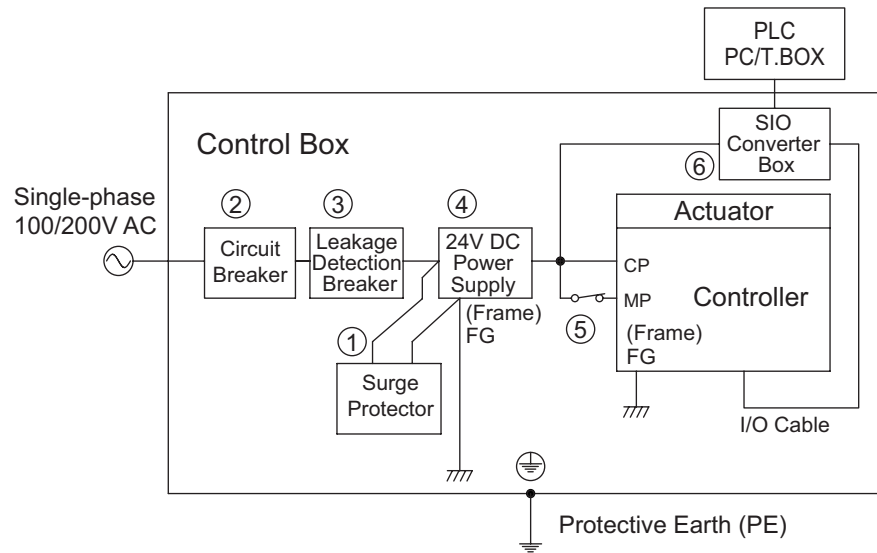 PLC
PC/T.BOX
Control Box
SIO
Converter
Box
⑥
Single-phase
100/200V AC
②
③
④
Circuit
Breaker
Leakage
Detection
Breaker
24V DC
Power
Supply
(Frame)
FG
Actuator
CP
MP
Controller
⑤
(Frame)
FG
①
Surge
Protector
I/O Cable
Protective Earth (PE)